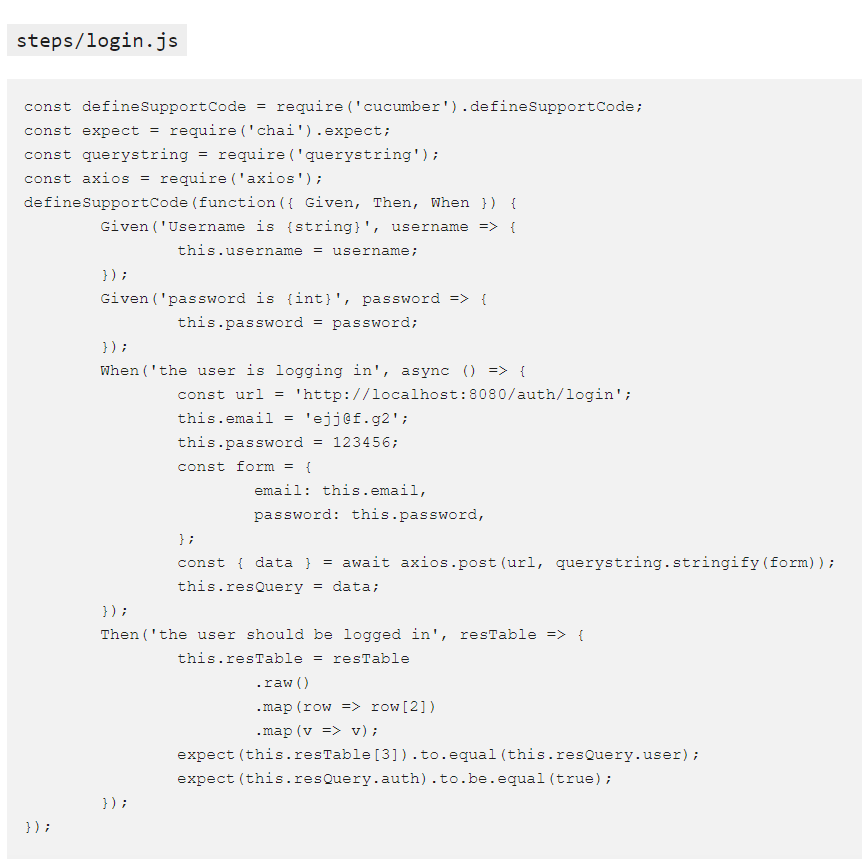 steps/login.js
const defineSupportCode = require('cucumber').defineSupportCode;
const expect = require('chai').expect;
const querystring = require('querystring');
const axios = require('axios');
defineSupportCode(function({ Given, Then, When }) {
        Given('Username is {string}', username => {
                this.username = username;
        });
        Given('password is {int}', password => {
                this.password = password;
        });
        When('the user is logging in', async () => {
                const url = 'http://localhost:8080/auth/login';
                this.email = 'ejj@f.g2';
                this.password = 123456;
                const form = {
                        email: this.email,
                        password: this.password,
                };
                const { data } = await axios.post(url, querystring.stringify(form));
                this.resQuery = data;
        });
        Then('the user should be logged in', resTable => {
                this.resTable = resTable
                        .raw()
                        .map(row => row[2])
                        .map(v => v);
                expect(this.resTable[3]).to.equal(this.resQuery.user);
                expect(this.resQuery.auth).to.be.equal(true);
        });
});